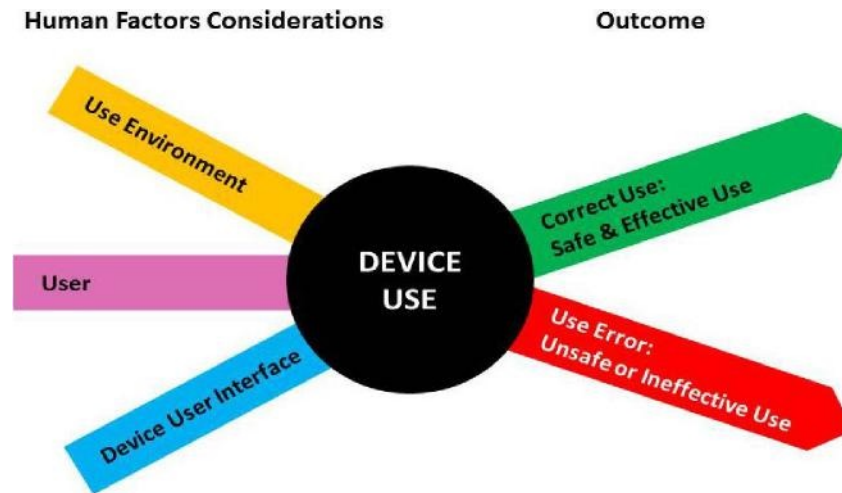 Human Factors Considerations
Outcome
Use Environment
User
Device User Interface
DEVICE
USE
Correct Use:
Safe & Effective Use
Use Error:
Unsafe or Ineffective Use